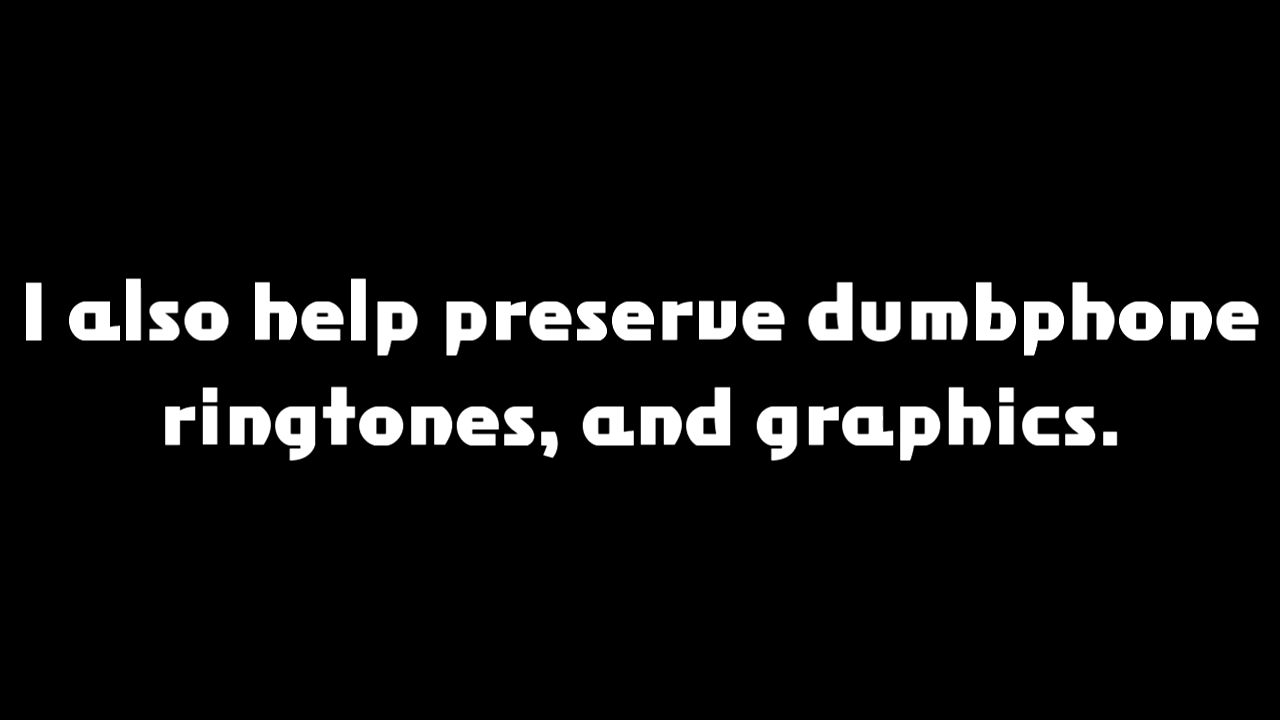 I also help preserve dumbphone
ringtones, and graphics.